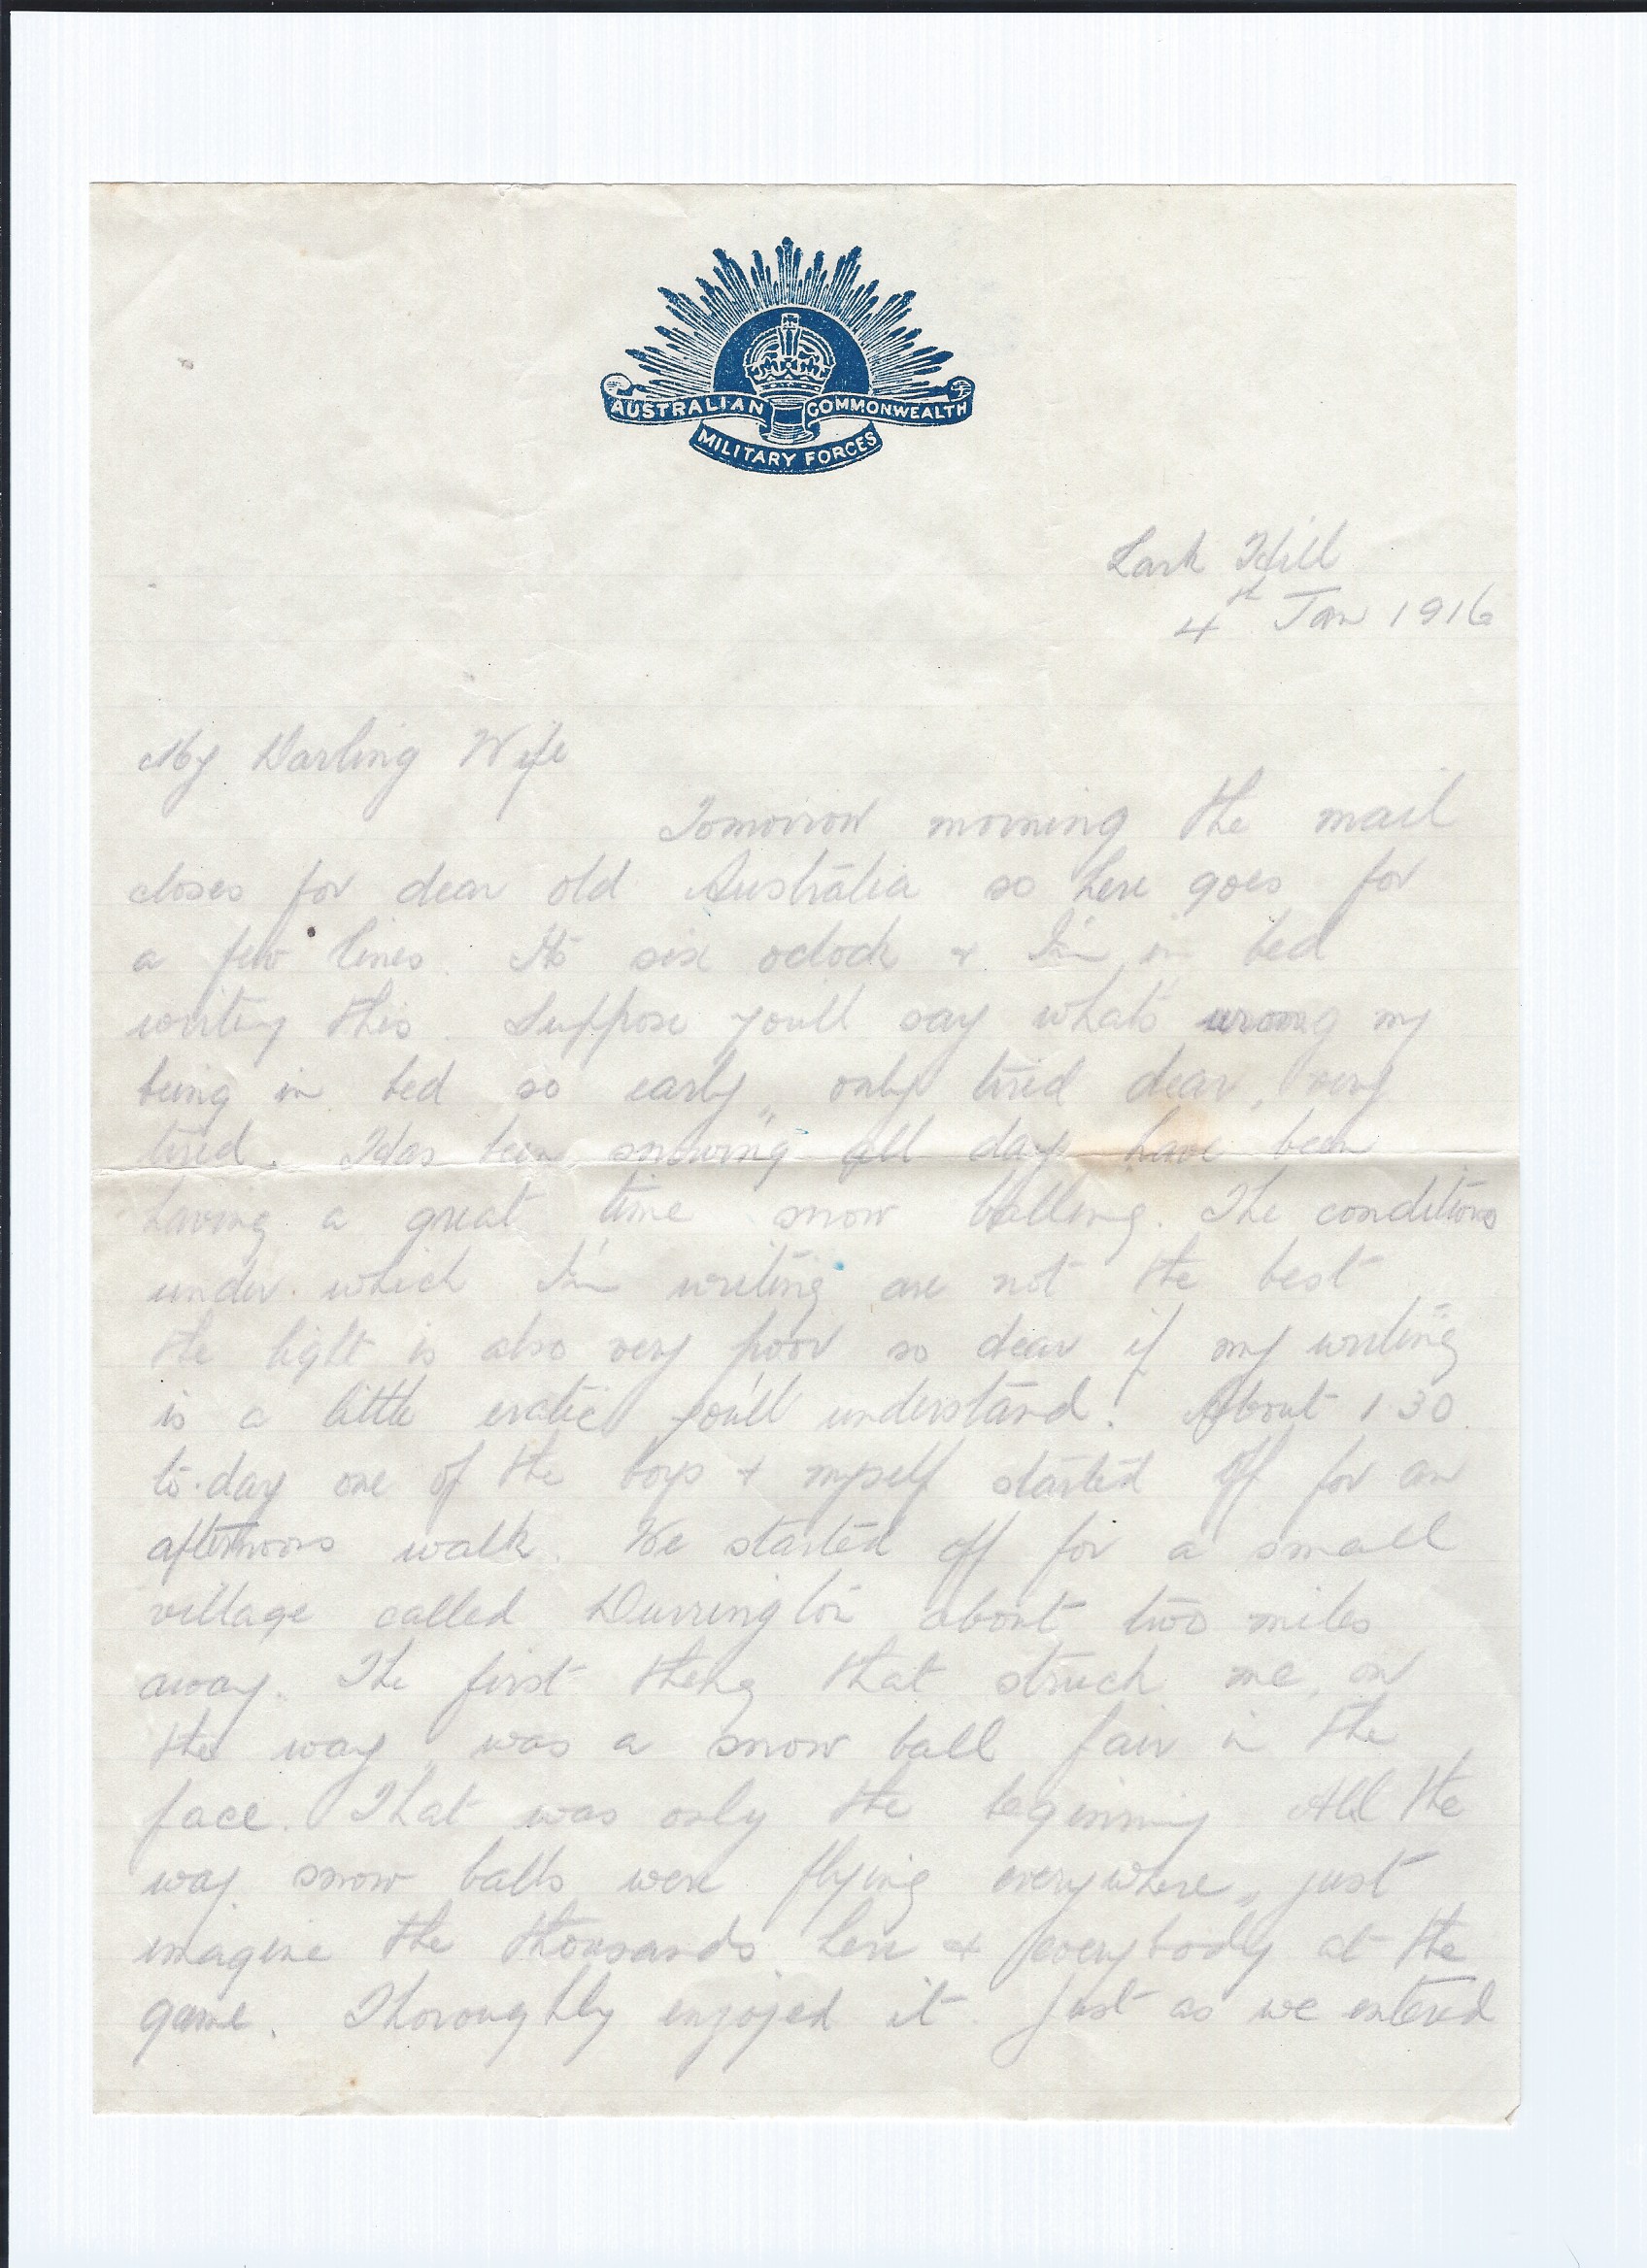 AUSTRALIAN COMMONWEALTH
MILITARY FORCES
Lark Hill
4th Jan 1916
My Darling Wife
Tomorrow morning the mail
closes for dear old Australia so here goes for
a few lines. Its six oclock & I'm in bed
writing this. Suppose you'll say whats wrong my
being in bed so early,, only tired dear, very
tired. Has been snowing all day have been
having a great time snow balling. The conditions
under which I'm writing are not the best
the light is also very poor so dear if my writing
is a little eratic you'll understand! About 1.30
to-day one of the boys & myself started off for an
afternoons walk. We started off for a small
village called Durrington about two miles
away. The first thing that struck me, on
the way, was a snow ball fair in the
face. That was only the beginning All the
way snow balls were flying everywhere,, just
imagine the thousands here & everybody at the
game. Thoroughly enjoyed it. Just as we entered